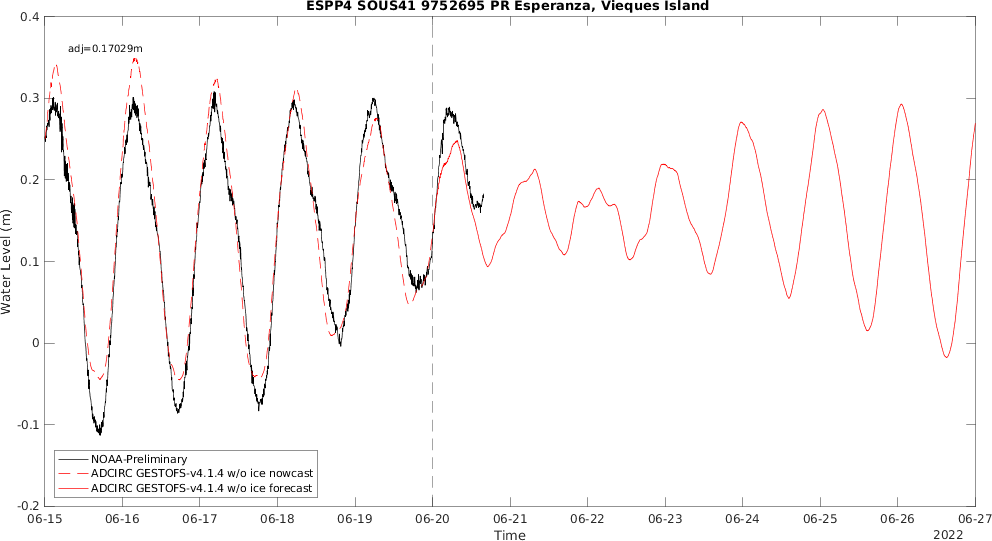 ESPP4 SOUS41 9752695 PR Esperanza, Vieques Island
adj=0.17029m
Water Level (m)
0.4
0.3
0.2
0.1
0
-0.1
-0.2
NOAA-Preliminary
ADCIRC GESTOFS-v4.1.4 w/o ice nowcast
ADCIRC GESTOFS-v4.1.4 w/o ice forecast
06-15 06-16 06-17 06-18 06-19 06-20 06-21 06-22 06-23 06-24 06-25 06-26 06-27
Time
2022